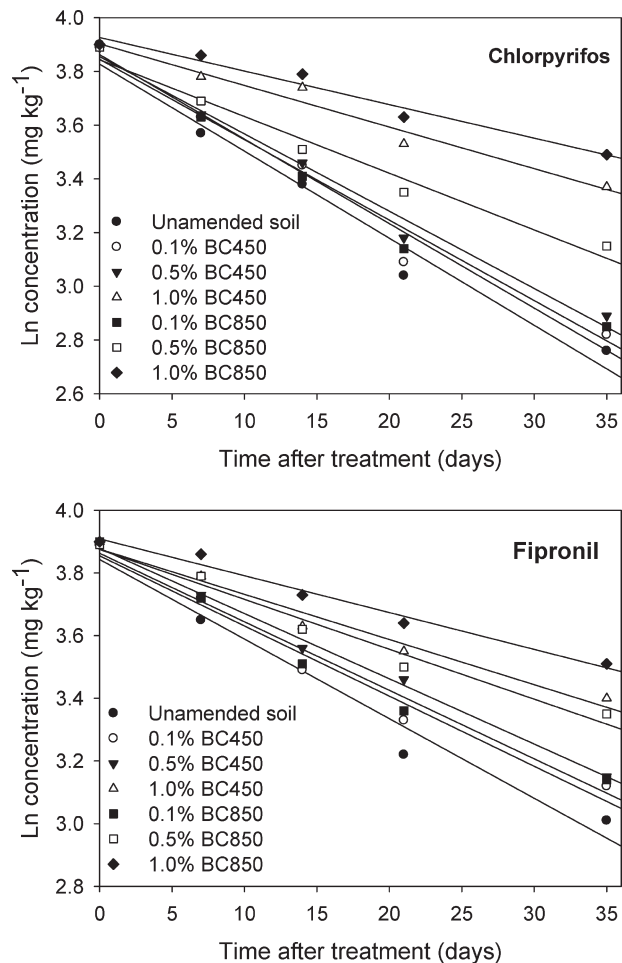 4.0
3.8
3.6
3.4
3.2
3.0
2.8
2.6
Ln concentration (mg kg⁻¹)
Chlorpyrifos
Unamended soil
0.1% BC450
0.5% BC450
1.0% BC450
0.1% BC850
0.5% BC850
1.0% BC850
0 5 10 15 20 25 30 35
Time after treatment (days)
4.0
3.8
3.6
3.4
3.2
3.0
2.8
Ln concentration (mg kg⁻¹)
Fipronil
Unamended soil
0.1% BC450
0.5% BC450
1.0% BC450
0.1% BC850
0.5% BC850
1.0% BC850
0 5 10 15 20 25 30 35
Time after treatment (days)